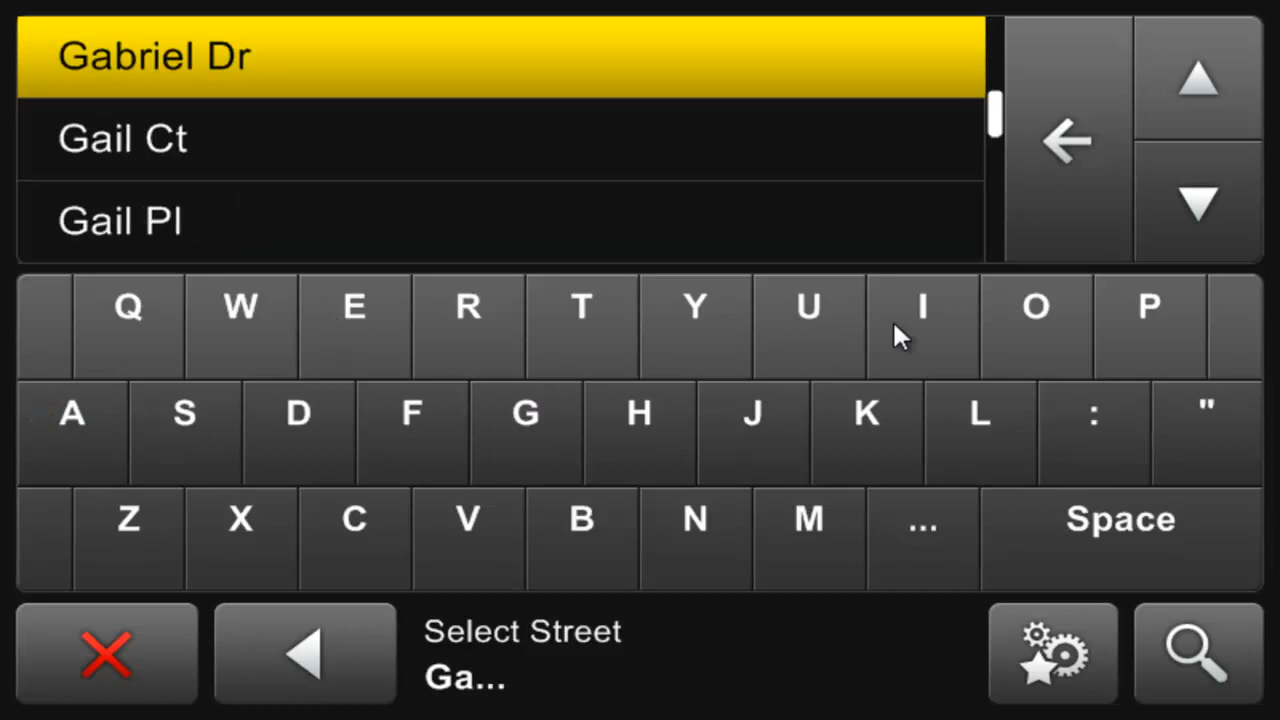 Gabriel Dr
Gail Ct
Gail Pl
Q W E R T Y U I O P
A S D F G H J K L : "
Z X C V B N M ... Space
Select Street
Ga...